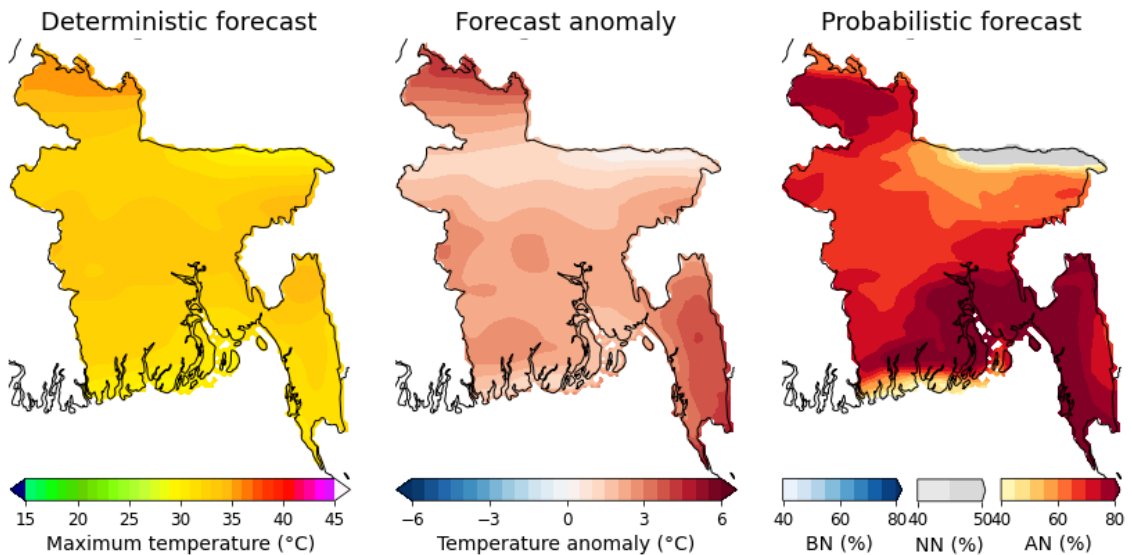 Deterministic forecast
Forecast anomaly
Probabilistic forecast
15 20 25 30 35 40 45
Maximum temperature (°C)
−6 −3 0 3 6
Temperature anomaly (°C)
40 60 80
BN (%)
40 50
NN (%)
40 60 80
AN (%)